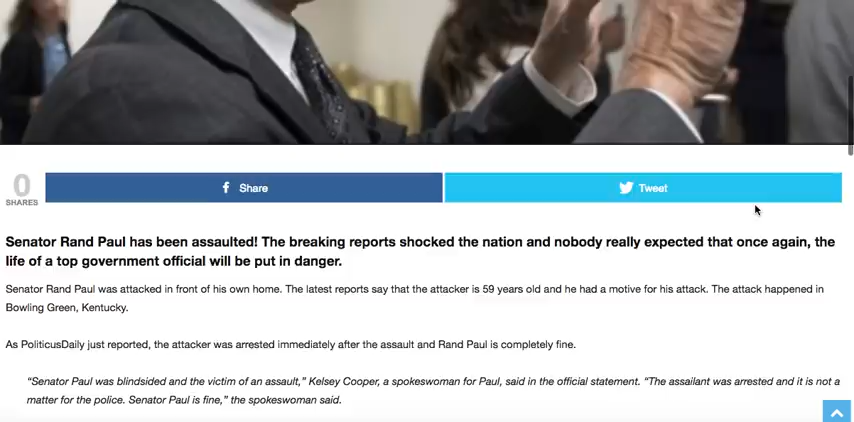 0
SHARES
Share
Tweet
Senator Rand Paul has been assaulted! The breaking reports shocked the nation and nobody really expected that once again, the
life of a top government official will be put in danger.
Senator Rand Paul was attacked in front of his own home. The latest reports say that the attacker is 59 years old and he had a motive for his attack. The attack happened in
Bowling Green, Kentucky.
As PoliticusDaily just reported, the attacker was arrested immediately after the assault and Rand Paul is completely fine.
“Senator Paul was blindsided and the victim of an assault,” Kelsey Cooper, a spokeswoman for Paul, said in the official statement. “The assailant was arrested and it is not a
matter for the police. Senator Paul is fine,” the spokeswoman said.